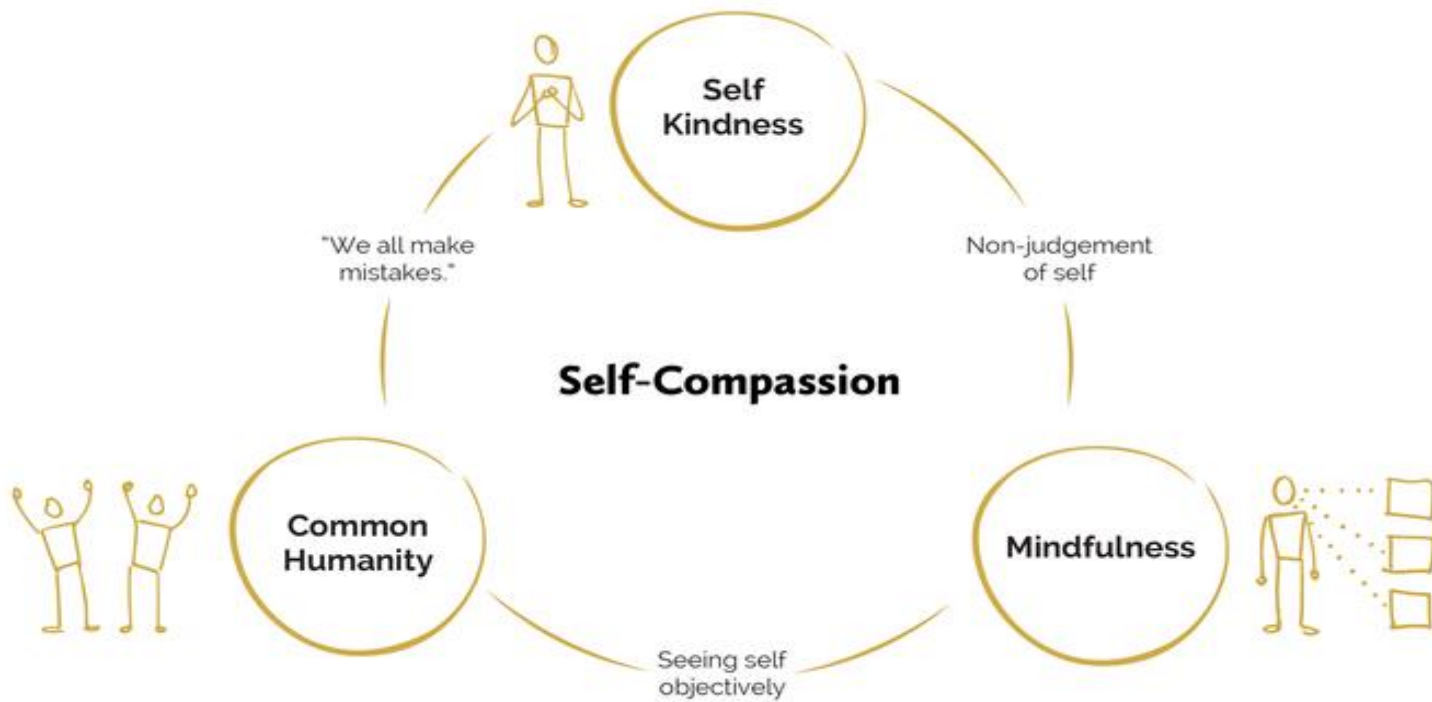 Self
Kindness
"We all make
mistakes."
Non-judgement
of self
Self-Compassion
Common
Humanity
Mindfulness
Seeing self
objectively